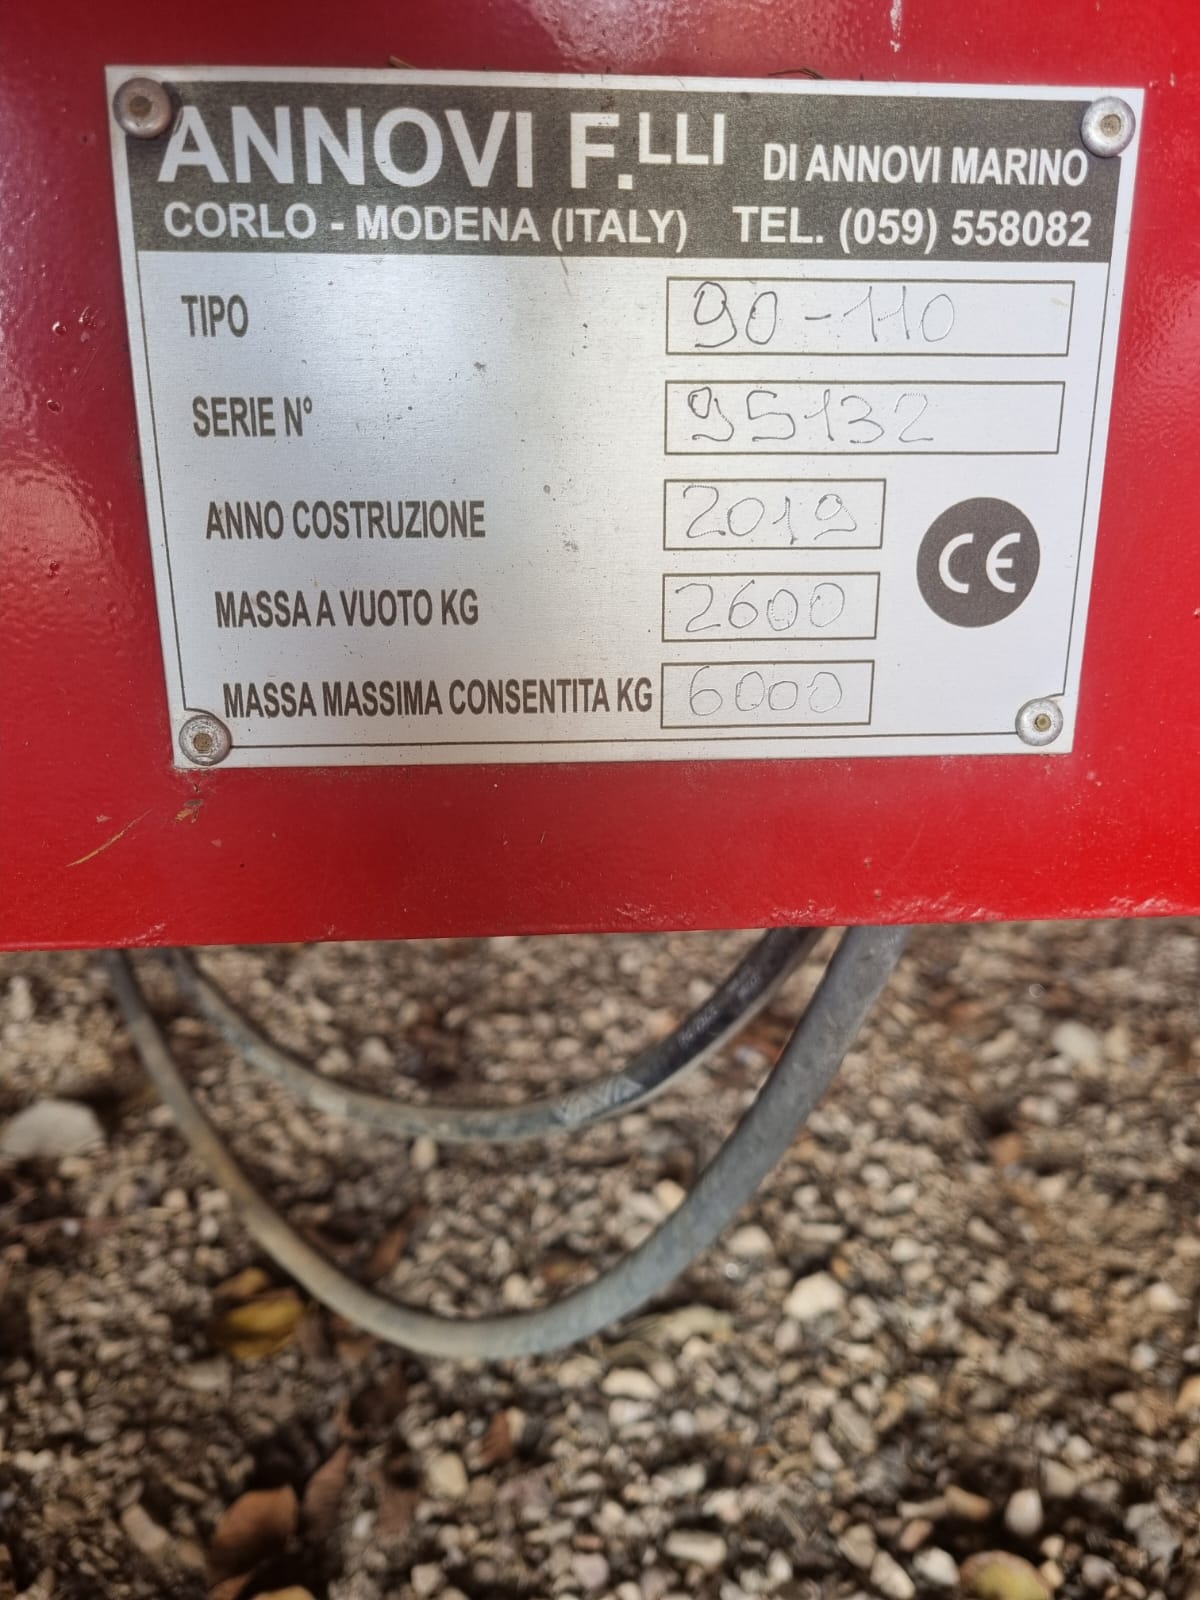 ANNOVI F.LLI DI ANNOVI MARINO
CORLO - MODENA (ITALY) TEL. (059) 558082
TIPO 90-110
SERIE N° 95132
ANNO COSTRUZIONE 2019
CE
MASSA A VUOTO KG 2600
MASSA MASSIMA CONSENTITA KG 6000